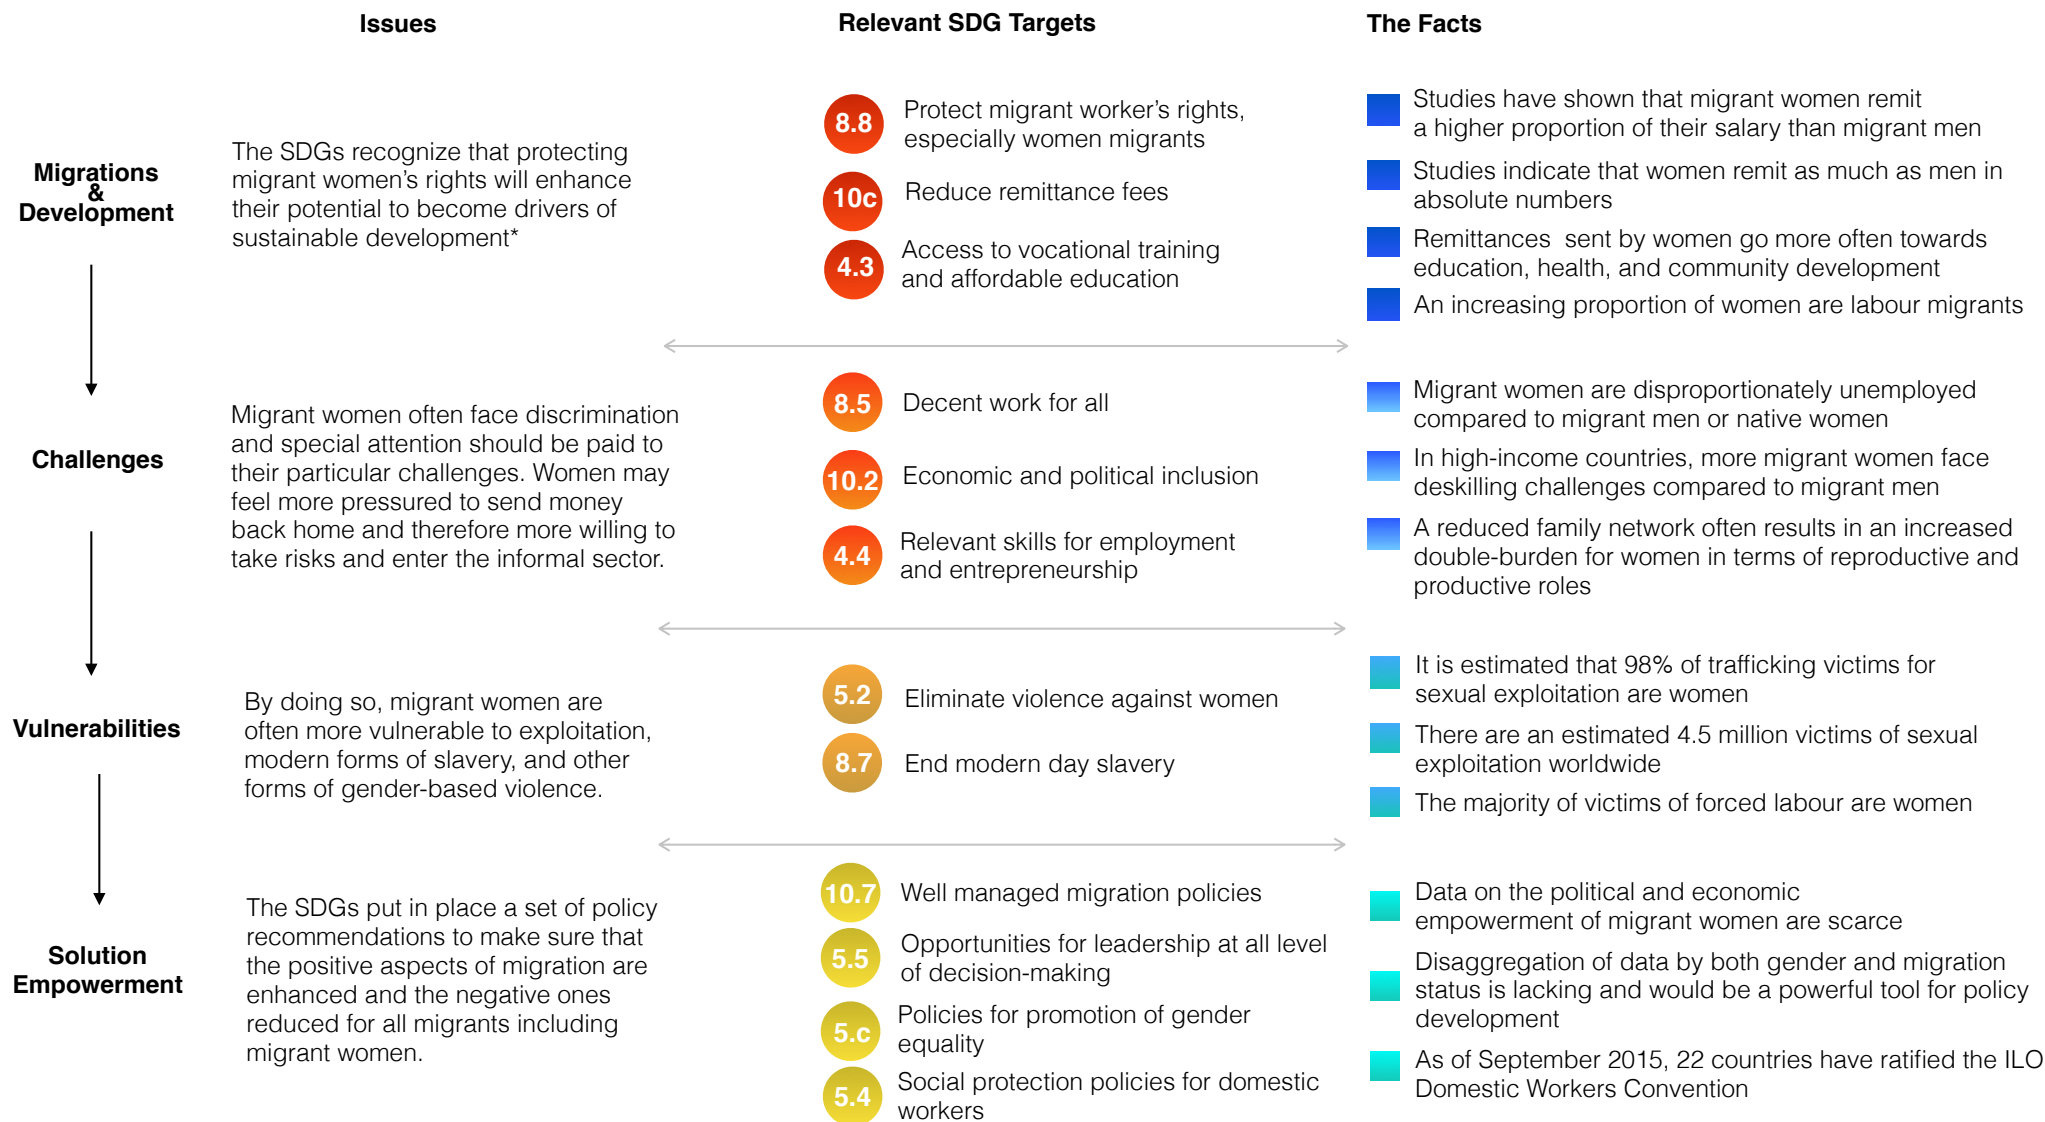 Issues
Relevant SDG Targets
The Facts
Migrations
&
Development
The SDGs recognize that protecting
migrant women's rights will enhance
their potential to become drivers of
sustainable development*
8.8
Protect migrant worker's rights,
especially women migrants
10c
Reduce remittance fees
4.3
Access to vocational training
and affordable education
Studies have shown that migrant women remit
a higher proportion of their salary than migrant men
Studies indicate that women remit as much as men in
absolute numbers
Remittances  sent by women go more often towards
education, health, and community development
An increasing proportion of women are labour migrants
Challenges
Migrant women often face discrimination
and special attention should be paid to
their particular challenges. Women may
feel more pressured to send money
back home and therefore more willing to
take risks and enter the informal sector.
8.5
Decent work for all
10.2
Economic and political inclusion
4.4
Relevant skills for employment
and entrepreneurship
Migrant women are disproportionately unemployed
compared to migrant men or native women
In high-income countries, more migrant women face
deskilling challenges compared to migrant men
A reduced family network often results in an increased
double-burden for women in terms of reproductive and
productive roles
Vulnerabilities
By doing so, migrant women are
often more vulnerable to exploitation,
modern forms of slavery, and other
forms of gender-based violence.
5.2
Eliminate violence against women
8.7
End modern day slavery
It is estimated that 98% of trafficking victims for
sexual exploitation are women
There are an estimated 4.5 million victims of sexual
exploitation worldwide
The majority of victims of forced labour are women
Solution
Empowerment
The SDGs put in place a set of policy
recommendations to make sure that
the positive aspects of migration are
enhanced and the negative ones
reduced for all migrants including
migrant women.
10.7
Well managed migration policies
5.5
Opportunities for leadership at all level
of decision-making
5.c
Policies for promotion of gender
equality
5.4
Social protection policies for domestic
workers
Data on the political and economic
empowerment of migrant women are scarce
Disaggregation of data by both gender and migration
status is lacking and would be a powerful tool for policy
development
As of September 2015, 22 countries have ratified the ILO
Domestic Workers Convention